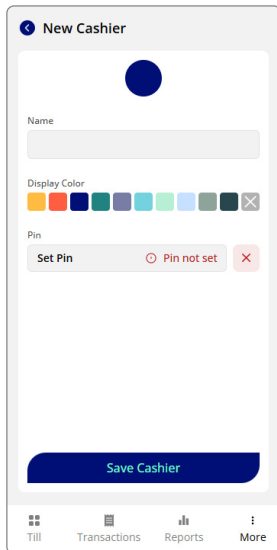 New Cashier
Name
Display Color
Pin
Set Pin Pin not set
Save Cashier
Till Transactions Reports More